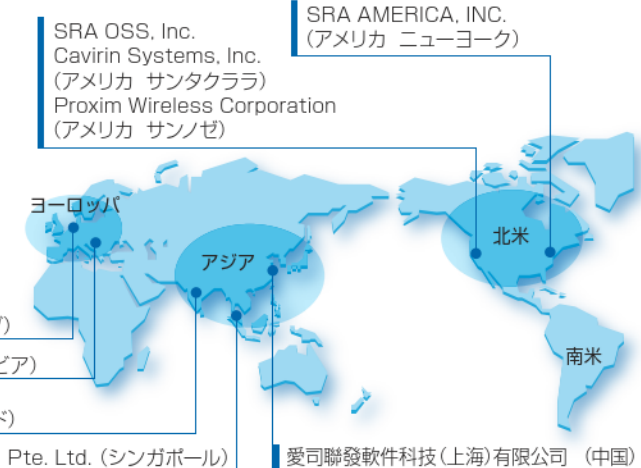 SRA OSS, Inc.
Cavirin Systems, Inc.
(アメリカ サンタクララ)
Proxim Wireless Corporation
(アメリカ サンノゼ)
SRA AMERICA, INC.
(アメリカ ニューヨーク)
ヨーロッパ
アジア
北米
南米
ビア)
ド)
Pte. Ltd. (シンガポール)
愛司聯發軟件科技(上海)有限公司 (中国)